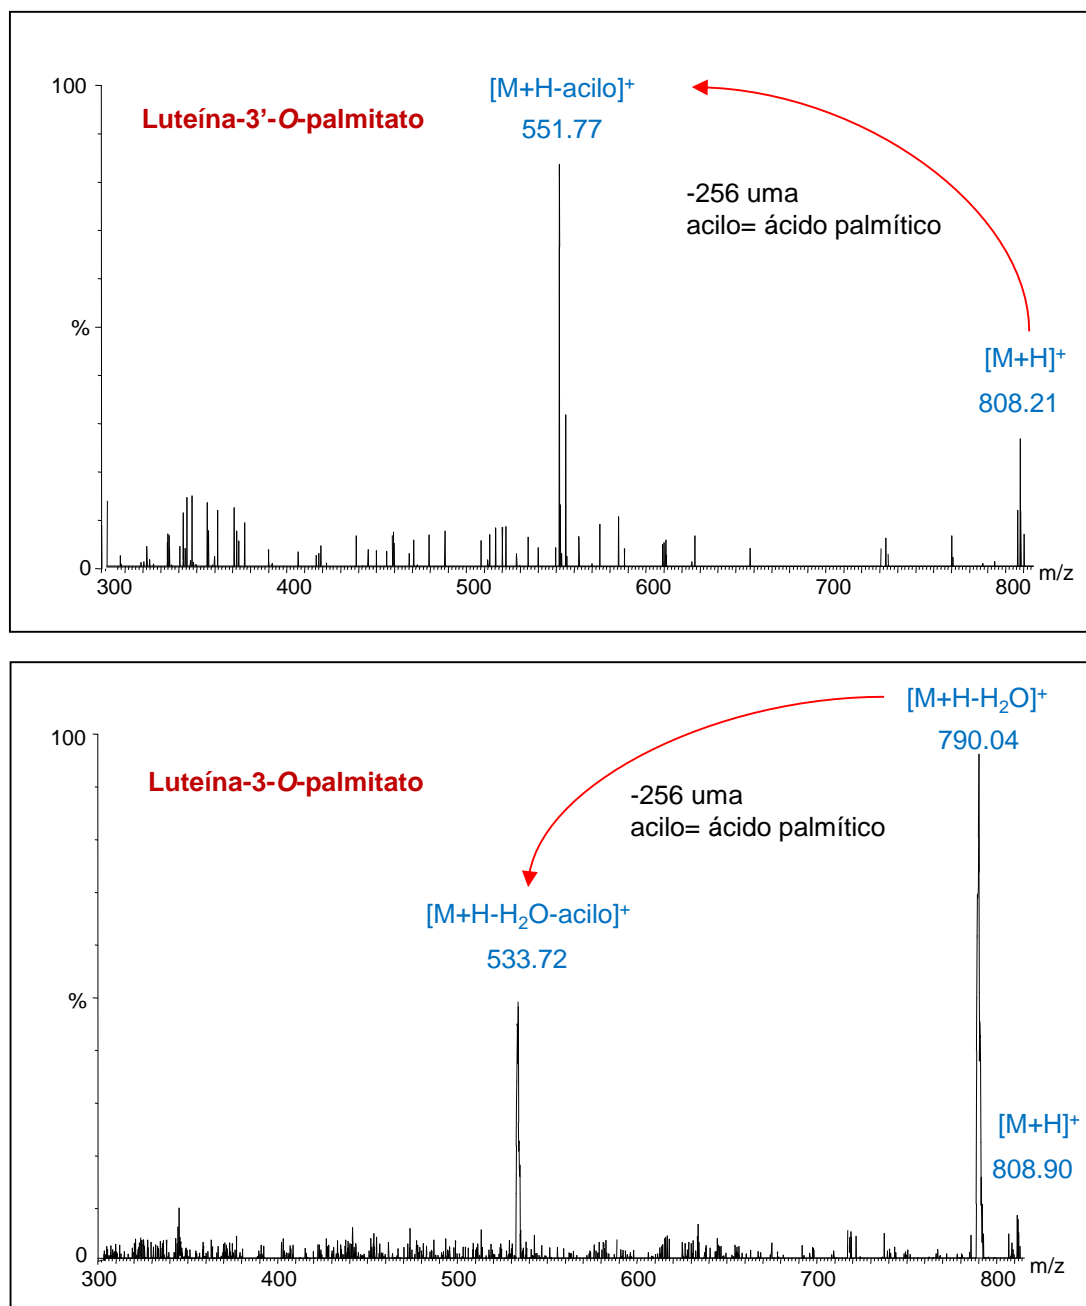 100
Luteína-3’-O-palmitato
[M+H-acilo]⁺
551.77
-256 uma
acilo= ácido palmítico
%
[M+H]⁺
808.21
0
300 400 500 600 700 800 m/z
[M+H-H₂O]⁺
790.04
100
Luteína-3-O-palmitato
-256 uma
acilo= ácido palmítico
[M+H-H₂O-acilo]⁺
533.72
%
[M+H]⁺
808.90
0
300 400 500 600 700 800 m/z